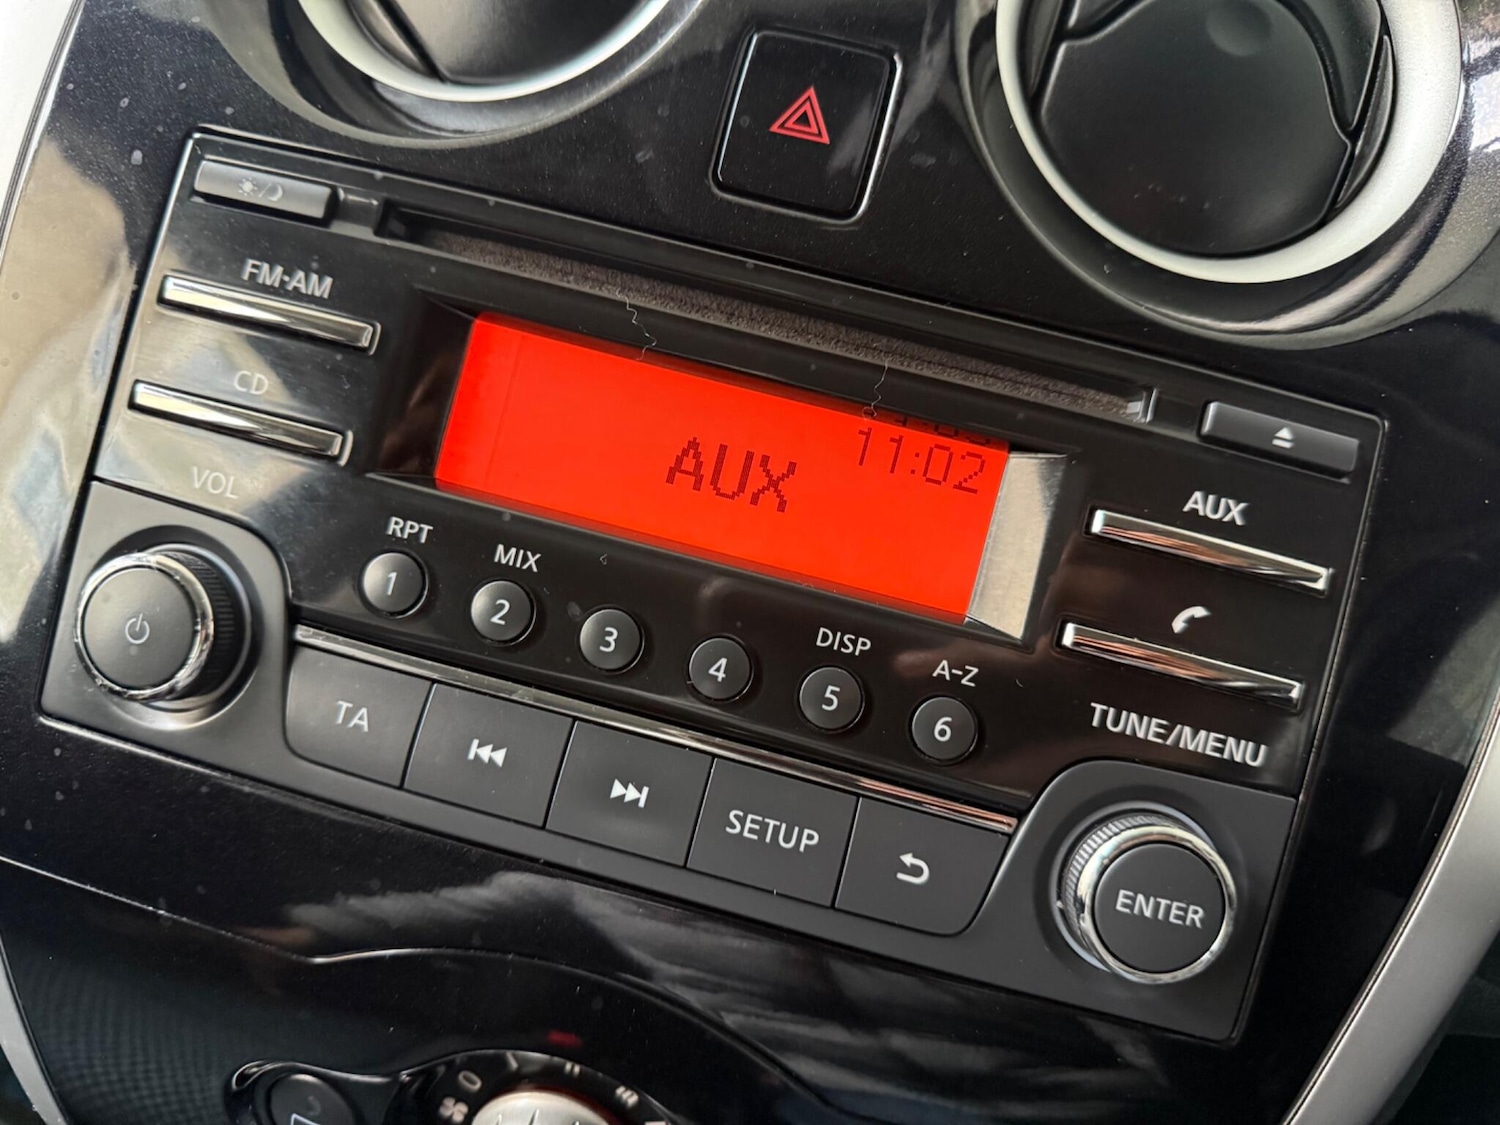 FM-AM
CD
VOL
11:02
AUX
AUX
RPT
MIX
DISP
A-Z
1
2
3
4
5
6
TUNE/MENU
TA
SETUP
ENTER
0